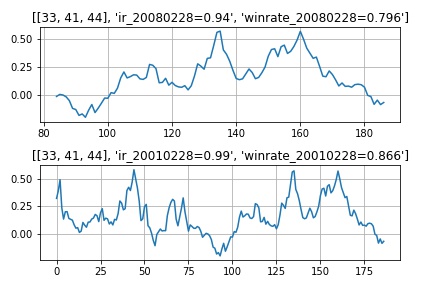 [[33, 41, 44], 'ir_20080228=0.94', 'winrate_20080228=0.796']
0.50
0.25
0.00
80 100 120 140 160 180
[[33, 41, 44], 'ir_20010228=0.99', 'winrate_20010228=0.866']
0.50
0.25
0.00
0 25 50 75 100 125 150 175